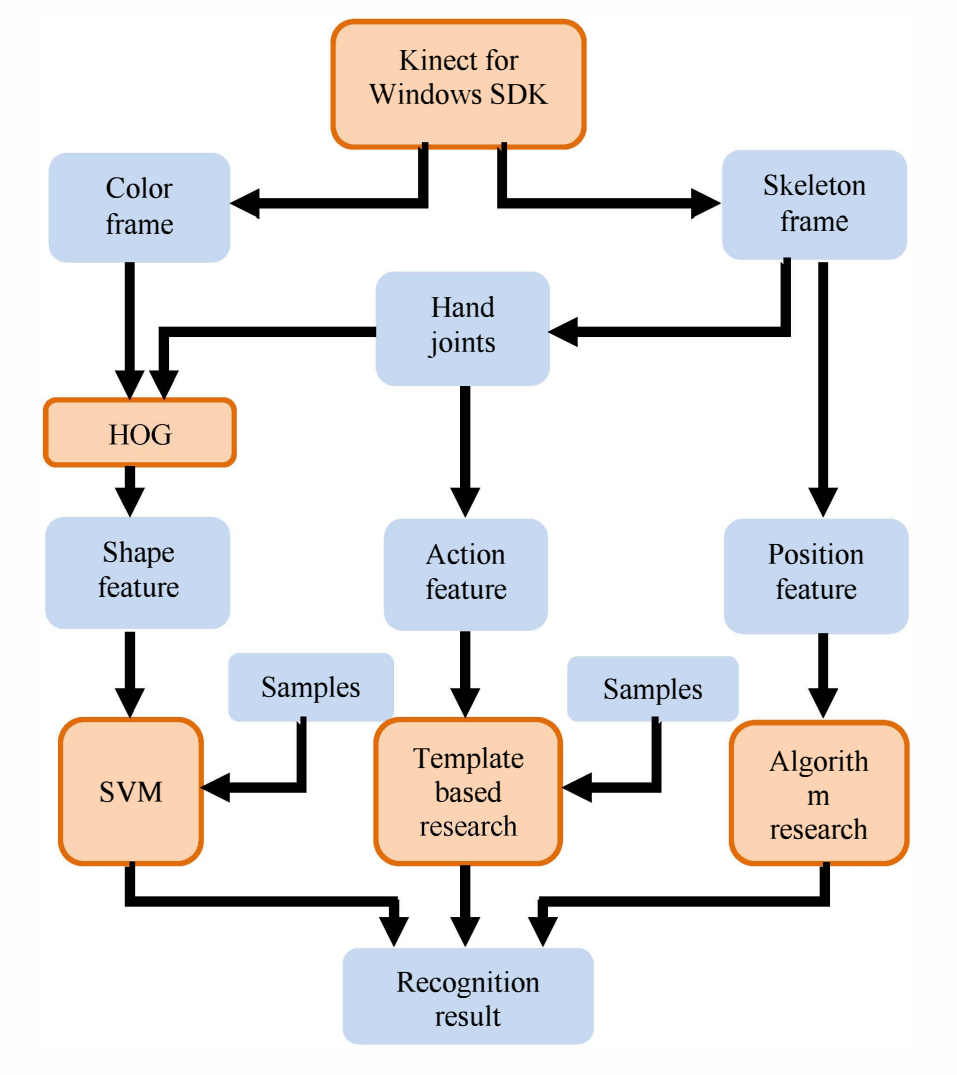 Kinect for
Windows SDK
Color
frame
Skeleton
frame
Hand
joints
HOG
Shape
feature
Action
feature
Position
feature
Samples
Samples
SVM
Template
based
research
Algorith
m
research
Recognition
result